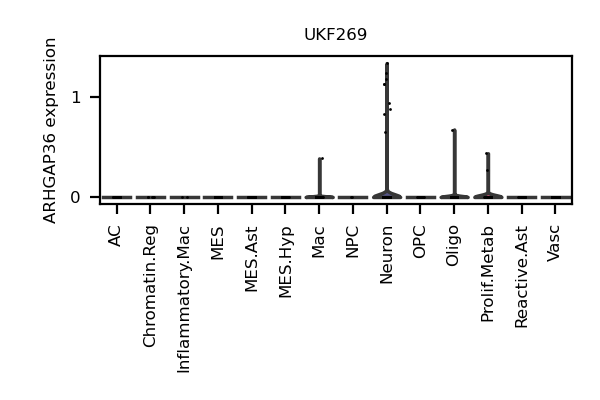 UKF269
ARHGAP36 expression
1
0
AC
Chromatin.Reg
Inflammatory.Mac
MES
MES.Ast
MES.Hyp
Mac
NPC
Neuron
OPC
Oligo
Prolif.Metab
Reactive.Ast
Vasc